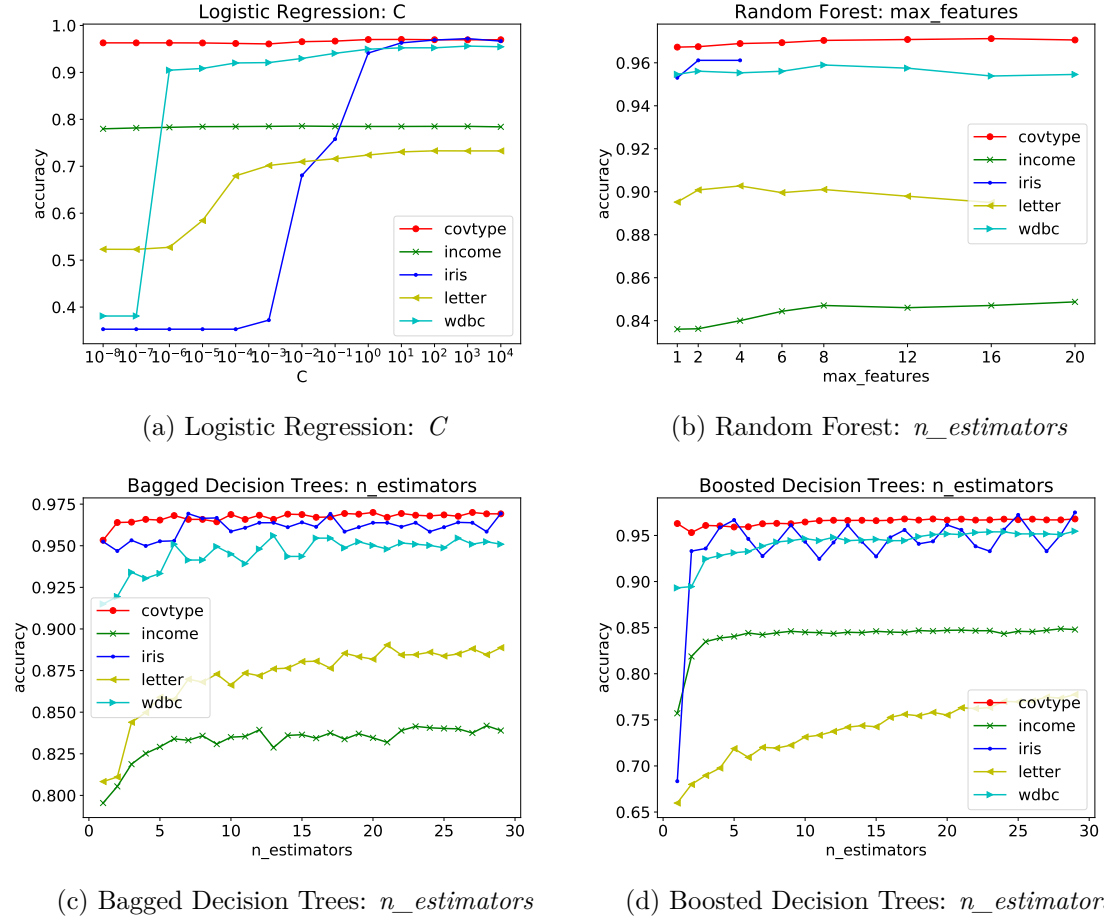 Logistic Regression: C
1.0
0.9
0.8
0.7
0.6
0.5
0.4
accuracy
covtype
income
iris
letter
wdbc
10⁻⁸ 10⁻⁷ 10⁻⁶ 10⁻⁵ 10⁻⁴ 10⁻³ 10⁻² 10⁻¹ 10⁰ 10¹ 10² 10³ 10⁴
C
(a) Logistic Regression: C
Random Forest: max_features
0.96
0.94
0.92
0.90
0.88
0.86
0.84
accuracy
covtype
income
iris
letter
wdbc
1 2 4 6 8 12 16 20
max_features
(b) Random Forest: n_estimators
Bagged Decision Trees: n_estimators
0.975
0.950
0.925
0.900
0.875
0.850
0.825
0.800
accuracy
covtype
income
iris
letter
wdbc
0 5 10 15 20 25 30
n_estimators
(c) Bagged Decision Trees: n_estimators
Boosted Decision Trees: n_estimators
0.95
0.90
0.85
0.80
0.75
0.70
0.65
accuracy
covtype
income
iris
letter
wdbc
0 5 10 15 20 25 30
n_estimators
(d) Boosted Decision Trees: n_estimator